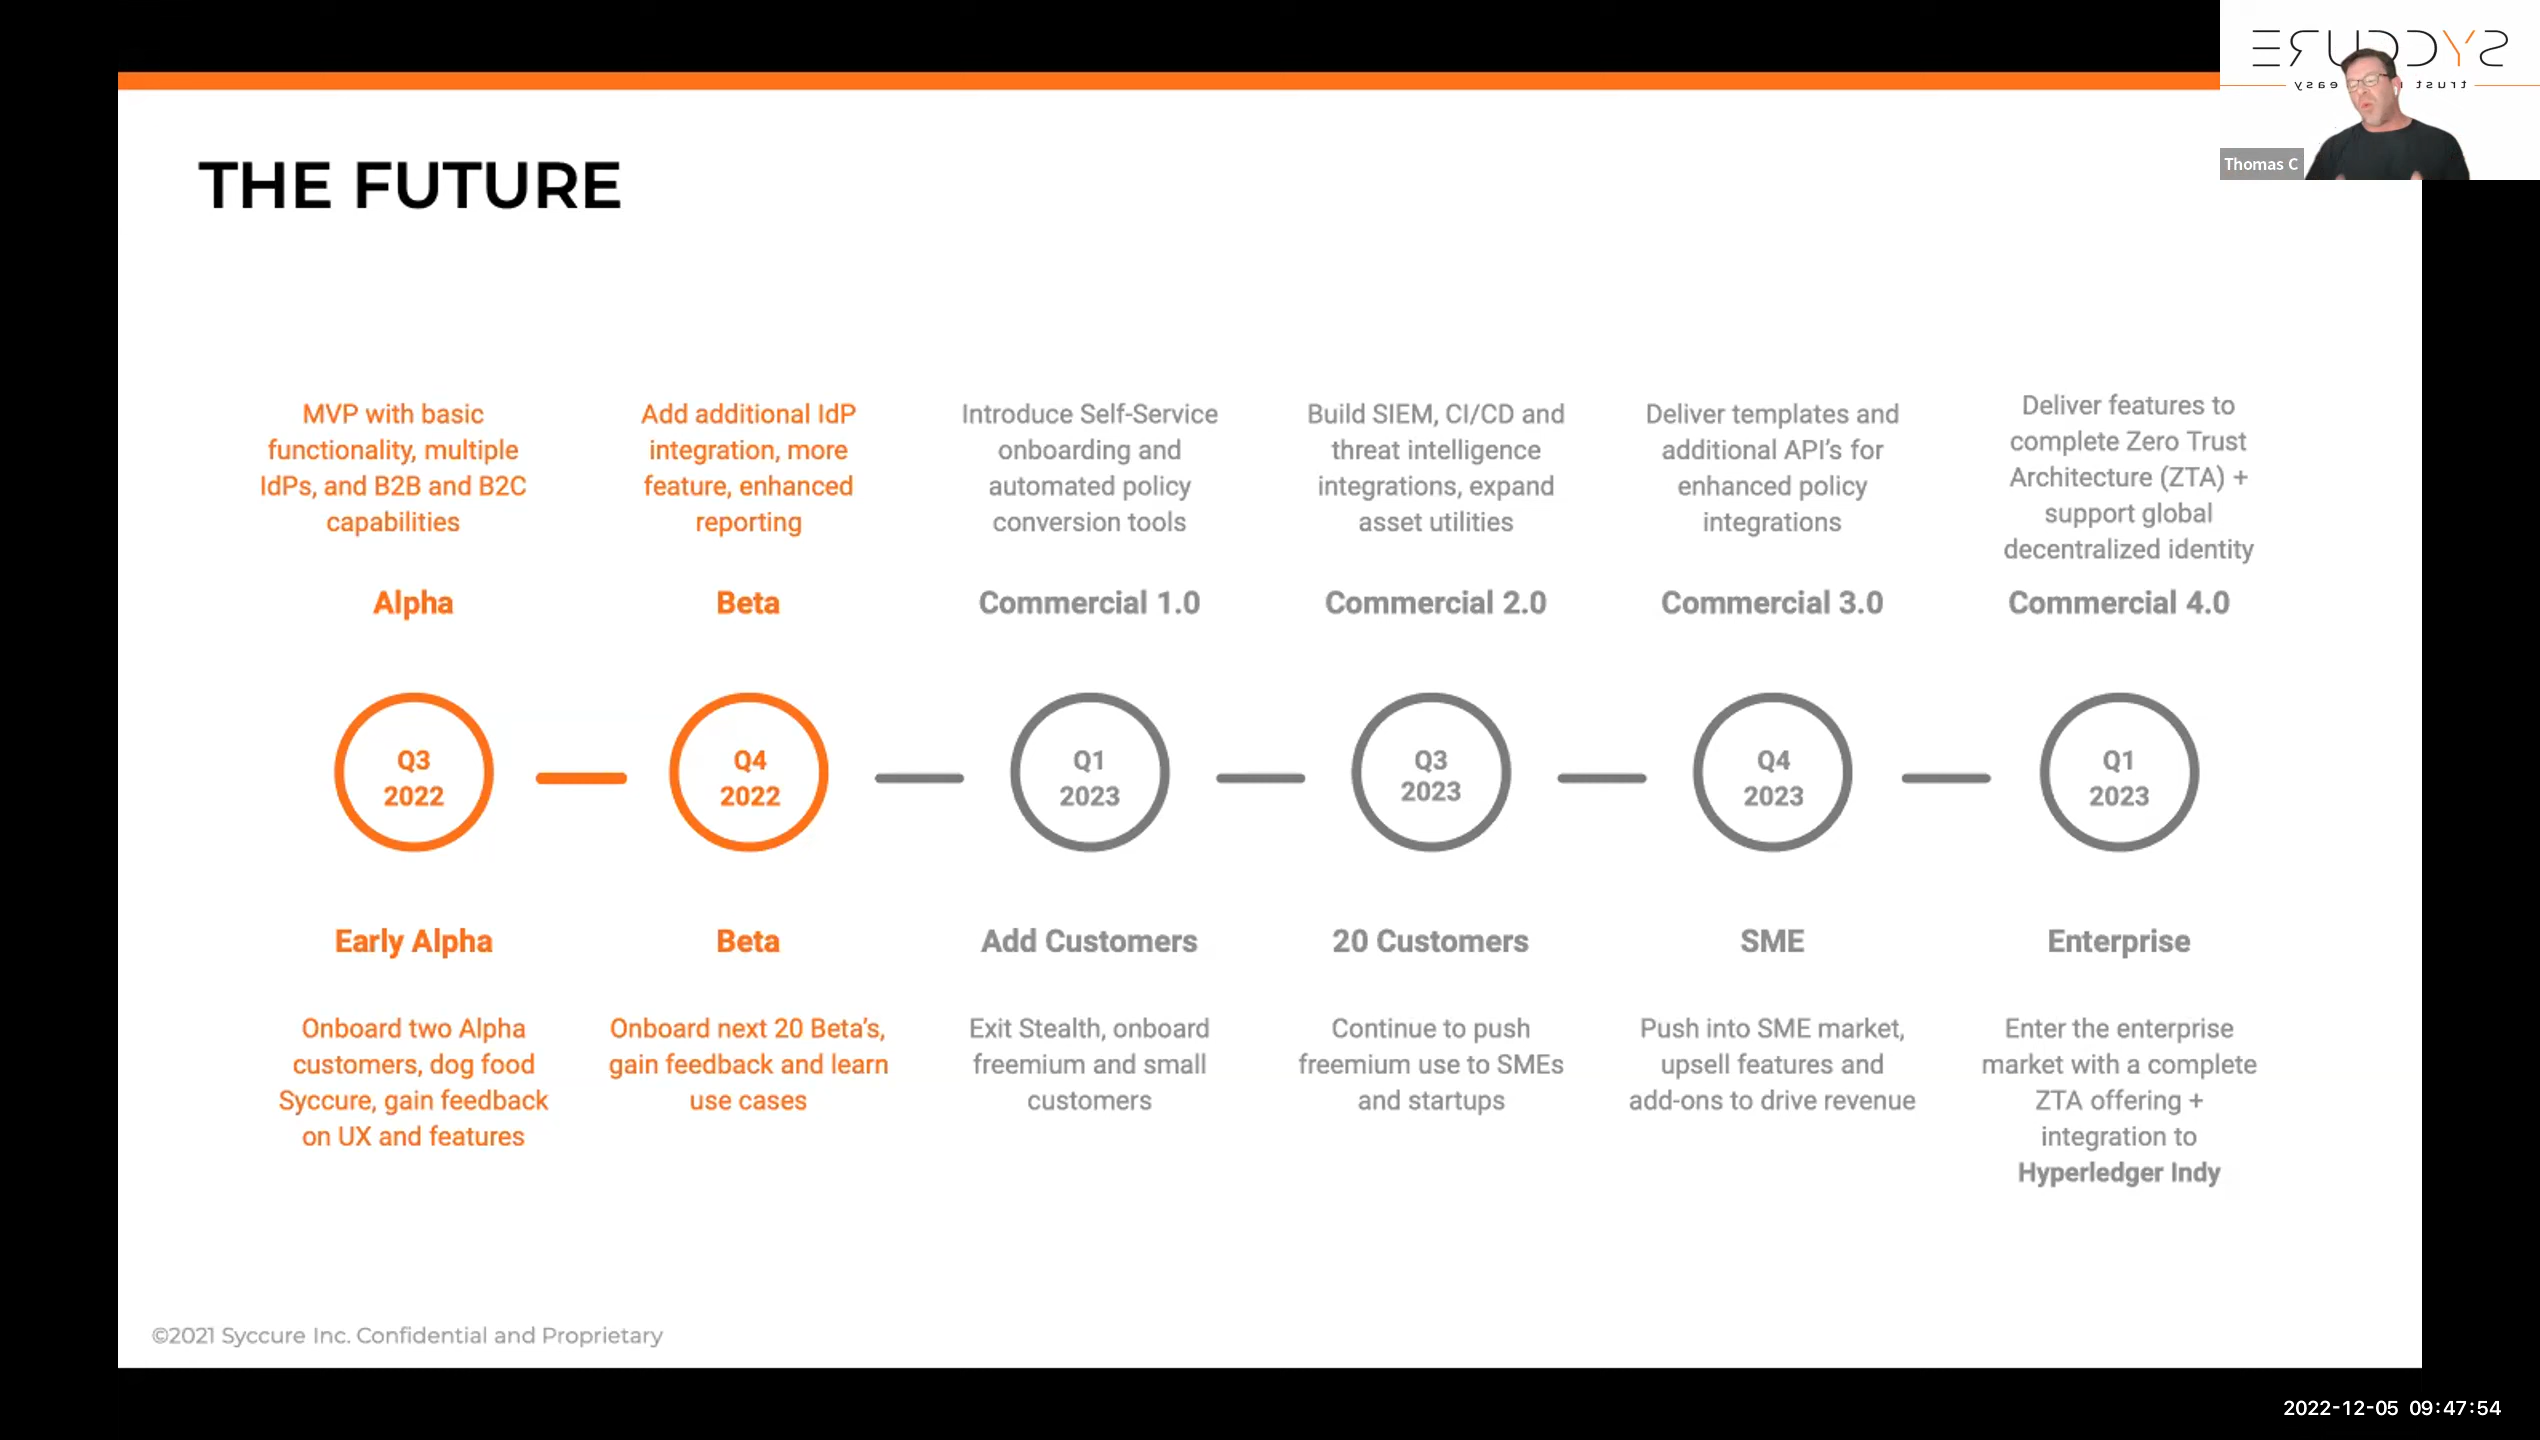 SYCCURE
trust easy
Thomas C
THE FUTURE
MVP with basic
functionality, multiple
IdPs, and B2B and B2C
capabilities
Alpha
Add additional IdP
integration, more
feature, enhanced
reporting
Beta
Introduce Self-Service
onboarding and
automated policy
conversion tools
Commercial 1.0
Build SIEM, CI/CD and
threat intelligence
integrations, expand
asset utilities
Commercial 2.0
Deliver templates and
additional API's for
enhanced policy
integrations
Commercial 3.0
Deliver features to
complete Zero Trust
Architecture (ZTA) +
support global
decentralized identity
Commercial 4.0
Q3
2022
Q4
2022
Q1
2023
Q3
2023
Q4
2023
Q1
2023
Early Alpha
Onboard two Alpha
customers, dog food
Syccure, gain feedback
on UX and features
Beta
Onboard next 20 Beta's,
gain feedback and learn
use cases
Add Customers
Exit Stealth, onboard
freemium and small
customers
20 Customers
Continue to push
freemium use to SMEs
and startups
SME
Push into SME market,
upsell features and
add-ons to drive revenue
Enterprise
Enter the enterprise
market with a complete
ZTA offering +
integration to
Hyperledger Indy
©2021 Syccure Inc. Confidential and Proprietary
2022-12-05 09:47:54